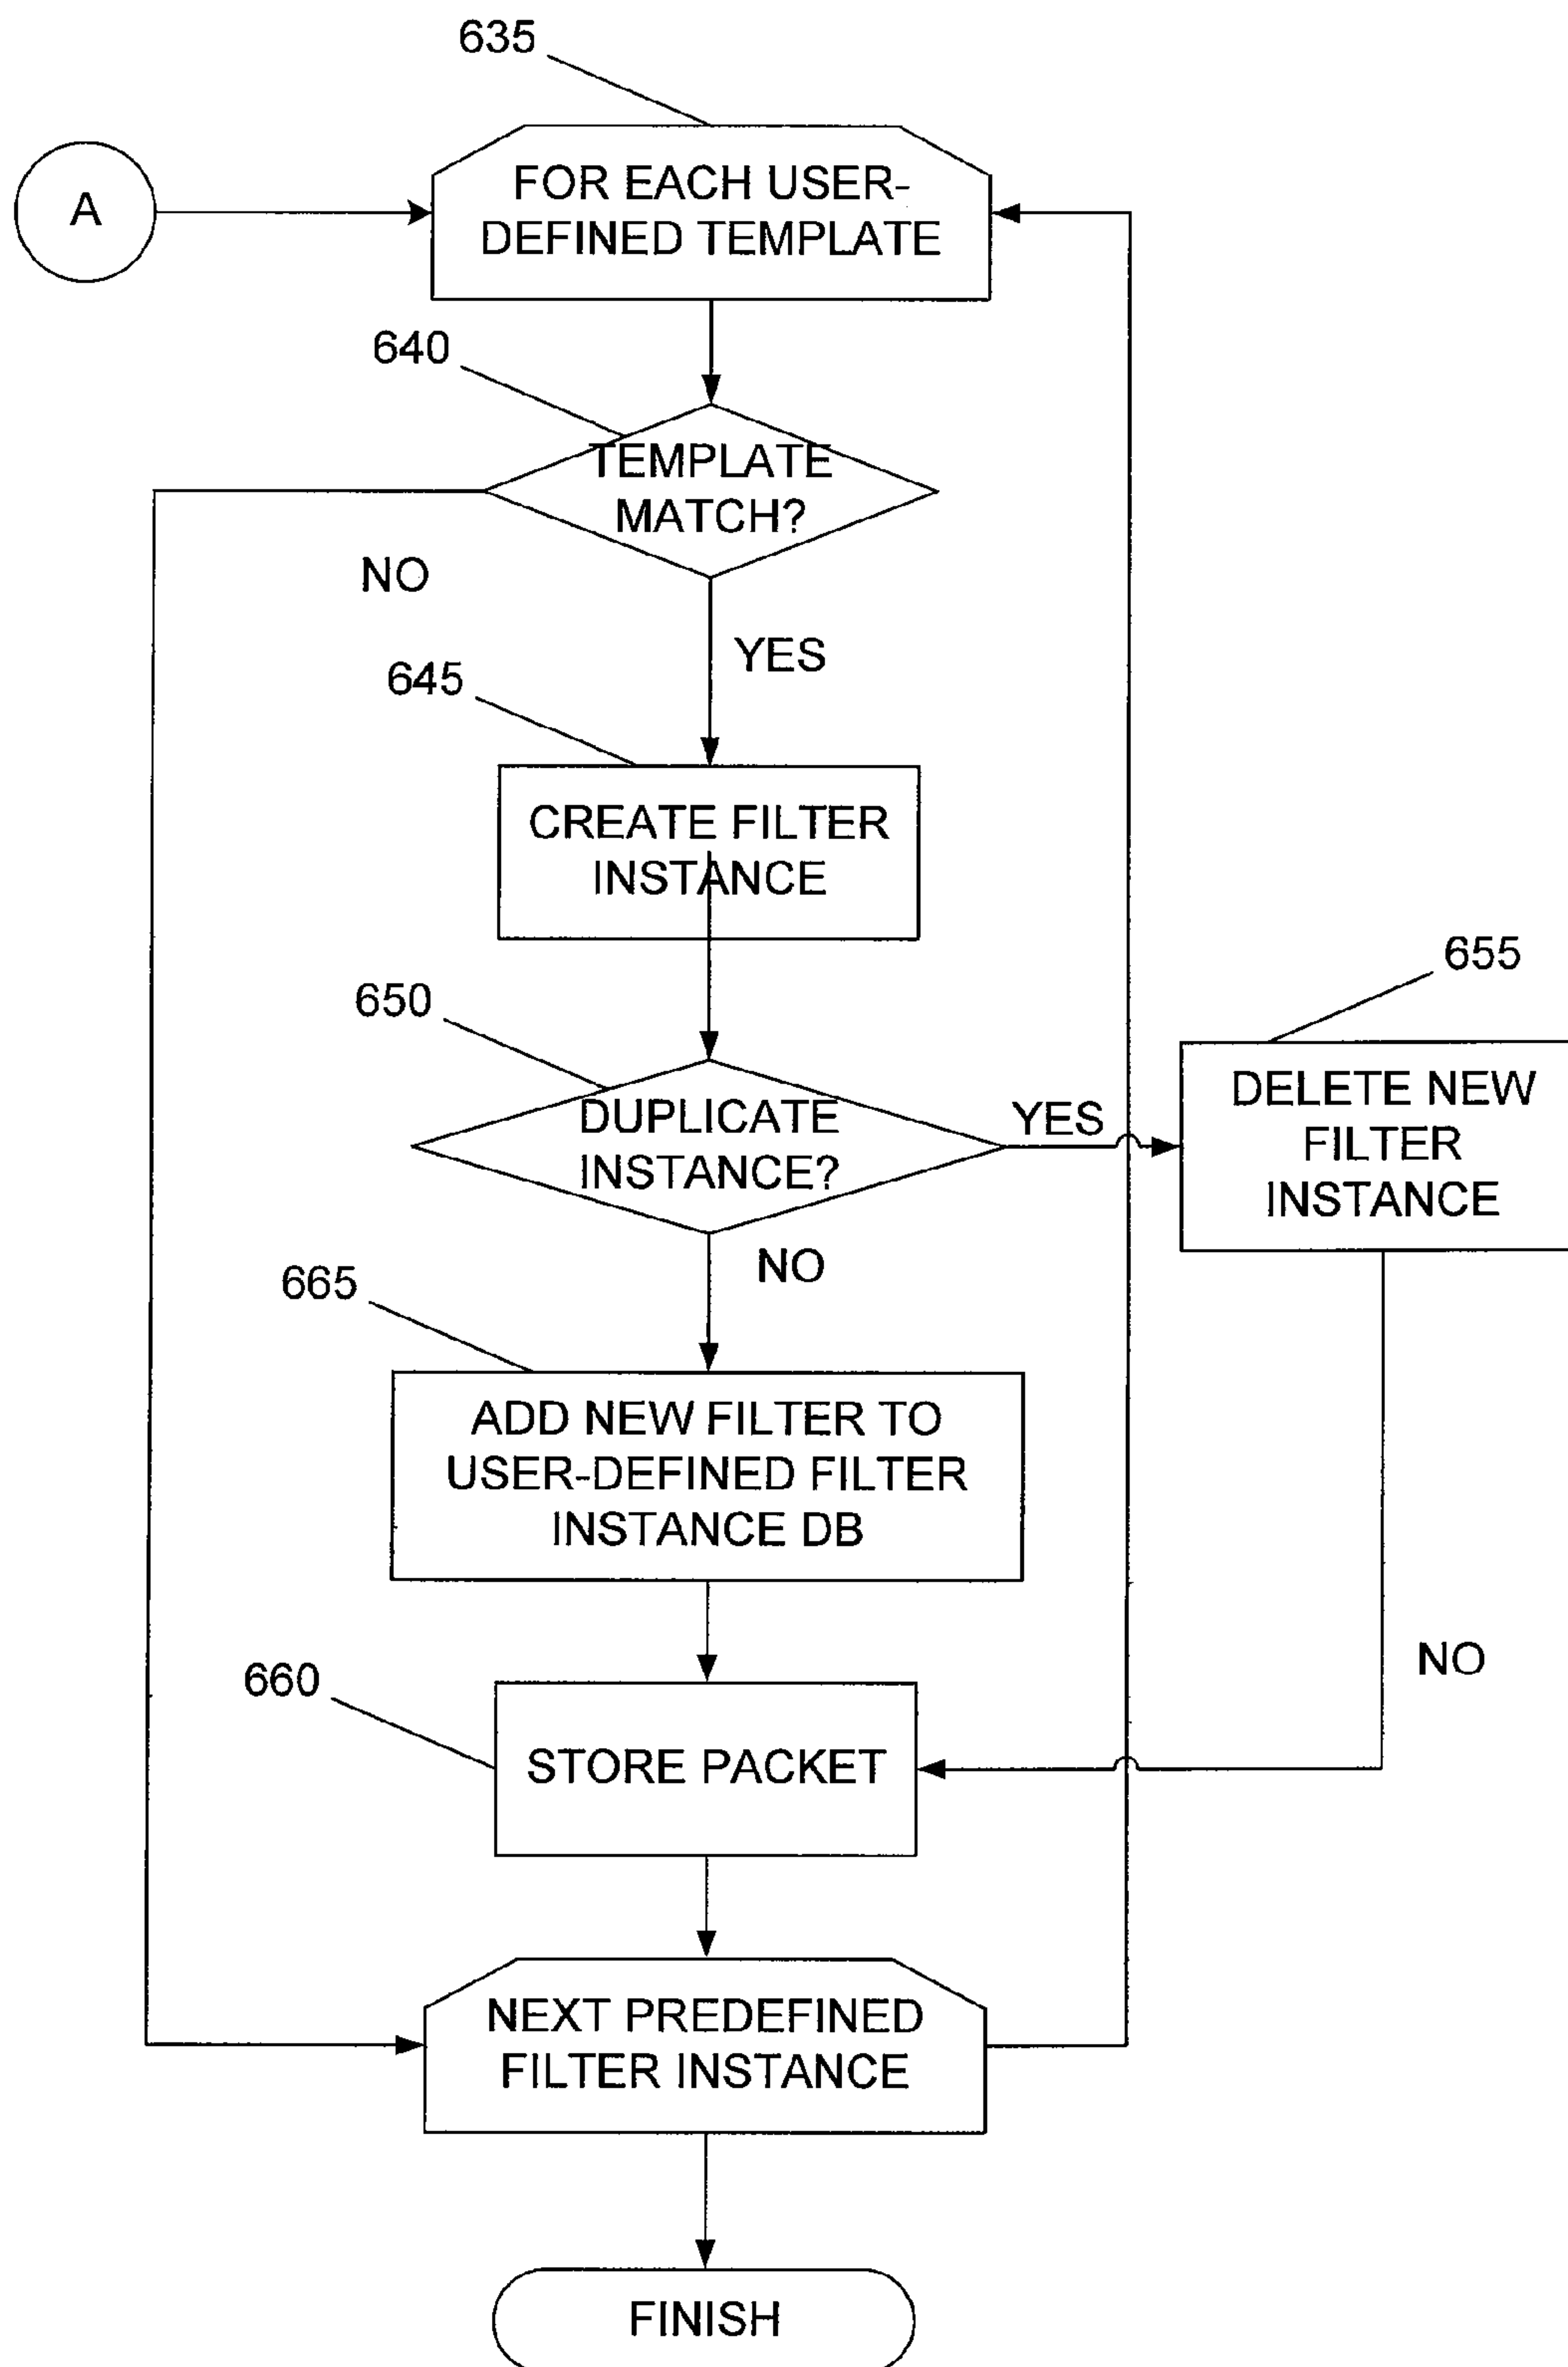 635
A
FOR EACH USER-
DEFINED TEMPLATE
640
TEMPLATE
MATCH?
NO
YES
645
CREATE FILTER
INSTANCE
650
655
DUPLICATE
INSTANCE?
YES
DELETE NEW
FILTER
INSTANCE
NO
665
ADD NEW FILTER TO
USER-DEFINED FILTER
INSTANCE DB
NO
660
STORE PACKET
NEXT PREDEFINED
FILTER INSTANCE
FINISH